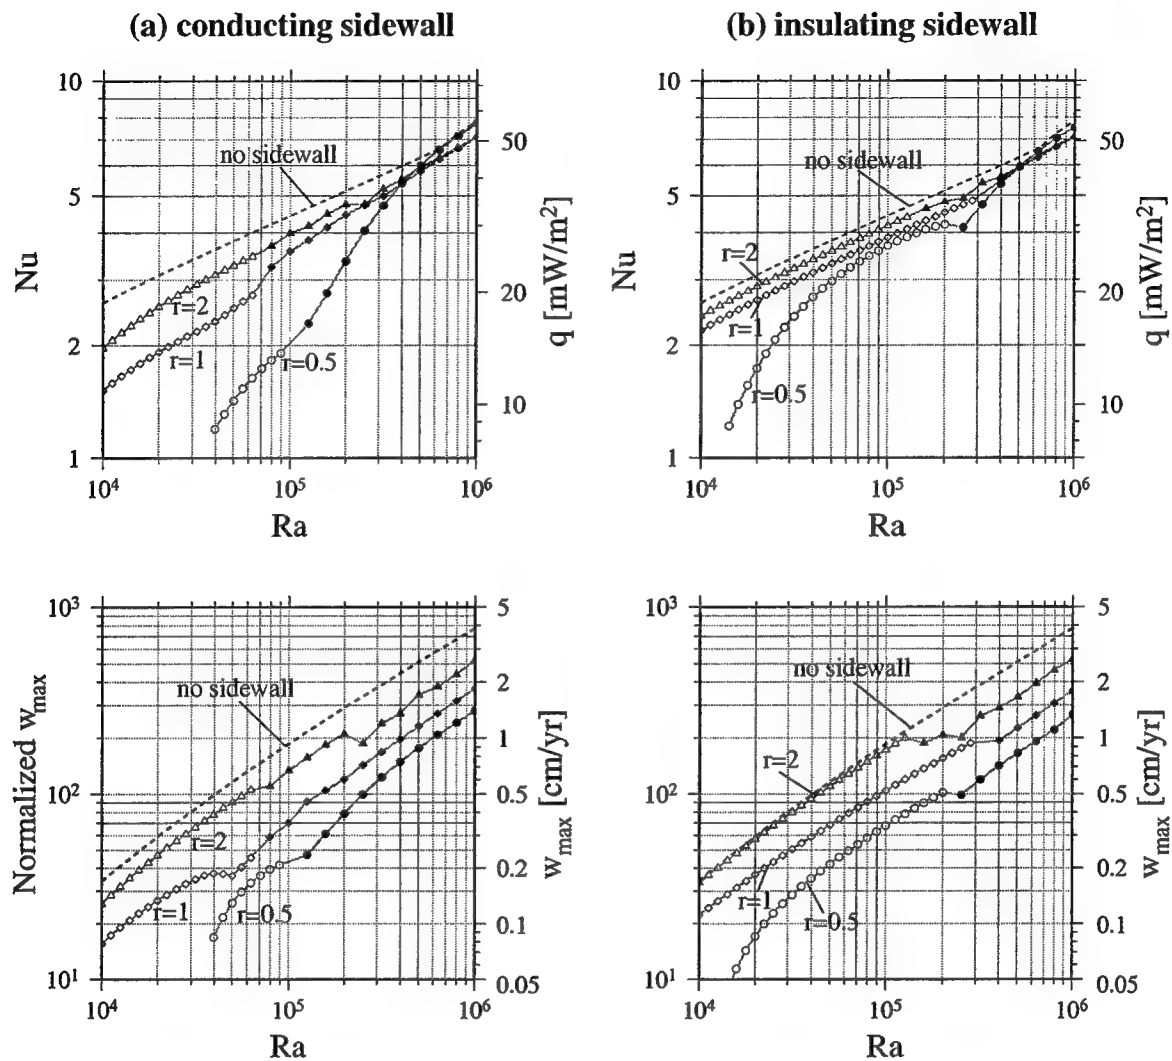 (a) conducting sidewall
(b) insulating sidewall
10
5
2
1
Nu
no sidewall
r=2
r=1
r=0.5
50
20
10
q [mW/m²]
10⁴ 10⁵ 10⁶
Ra
10
5
2
1
Nu
no sidewall
r=2
r=1
r=0.5
50
20
10
q [mW/m²]
10⁴ 10⁵ 10⁶
Ra
10³
10²
10¹
Normalized w_max
no sidewall
r=2
r=1
r=0.5
5
2
1
0.5
0.2
0.1
0.05
w_max [cm/yr]
10⁴ 10⁵ 10⁶
Ra
10³
10²
10¹
no sidewall
r=2
r=1
r=0.5
5
2
1
0.5
0.2
0.1
0.05
w_max [cm/yr]
10⁴ 10⁵ 10⁶
Ra